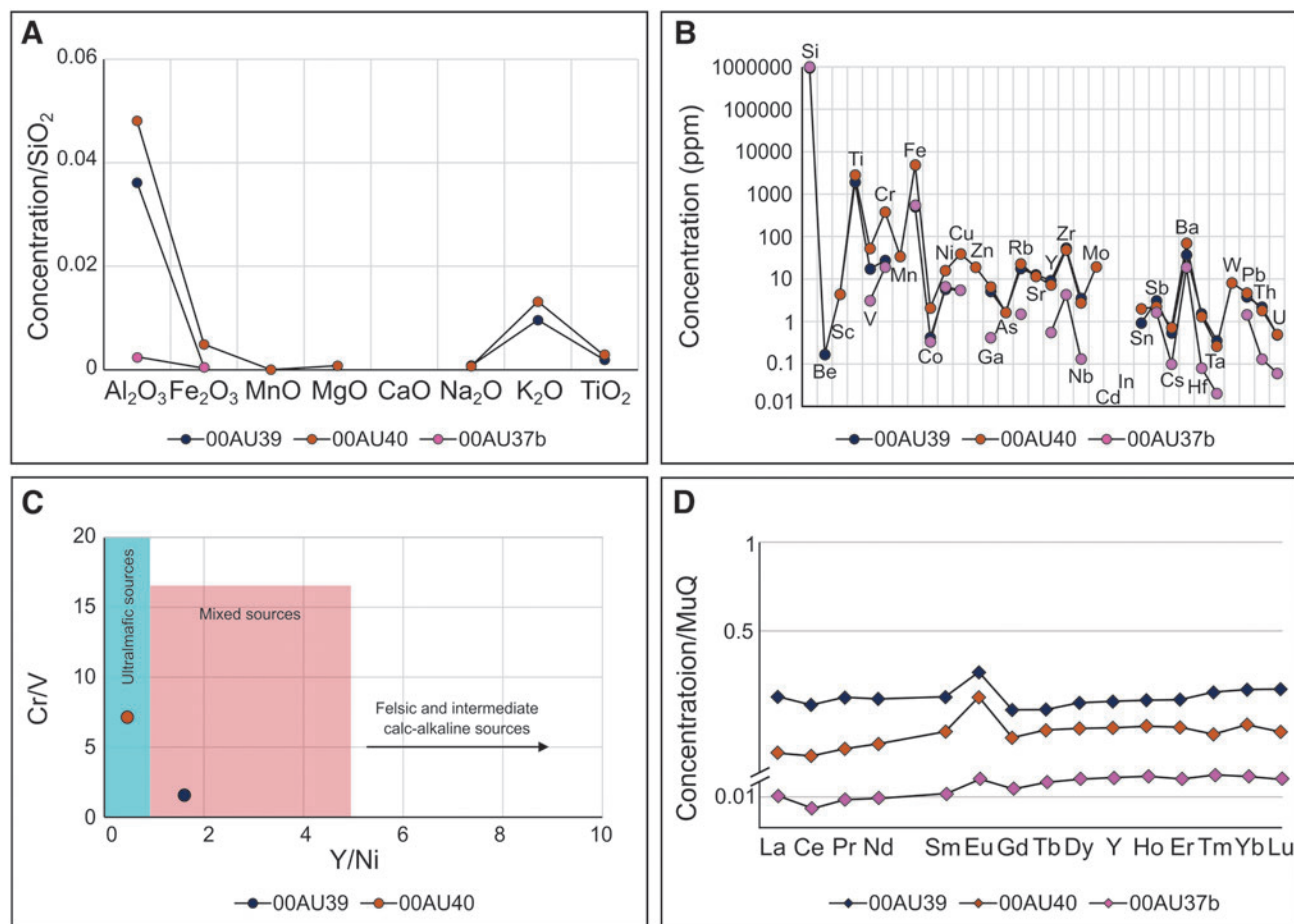 A
0.06
0.04
0.02
0
Concentration/SiO₂
Al₂O₃ Fe₂O₃ MnO MgO CaO Na₂O K₂O TiO₂
00AU39 00AU40 00AU37b
B
Si
1000000
100000
10000
1000
100
10
1
0.1
0.01
Concentration (ppm)
Be
Sc
Ti
V
Cr
Mn
Fe
Co
Ni
Cu
Zn
Ga
As
Rb
Sr
Y
Zr
Nb
Mo
Cd
In
Sn
Sb
Cs
Ba
Hf
Ta
W
Pb
Th
U
00AU39 00AU40 00AU37b
C
20
15
10
5
0
Cr/V
Ultralmafic sources
Mixed sources
Felsic and intermediate
calc-alkaline sources
0 2 4 6 8 10
Y/Ni
00AU39 00AU40
D
1
0.5
0.01
Concentratoion/MuQ
La Ce Pr Nd Sm Eu Gd Tb Dy Y Ho Er Tm Yb Lu
00AU39 00AU40 00AU37b